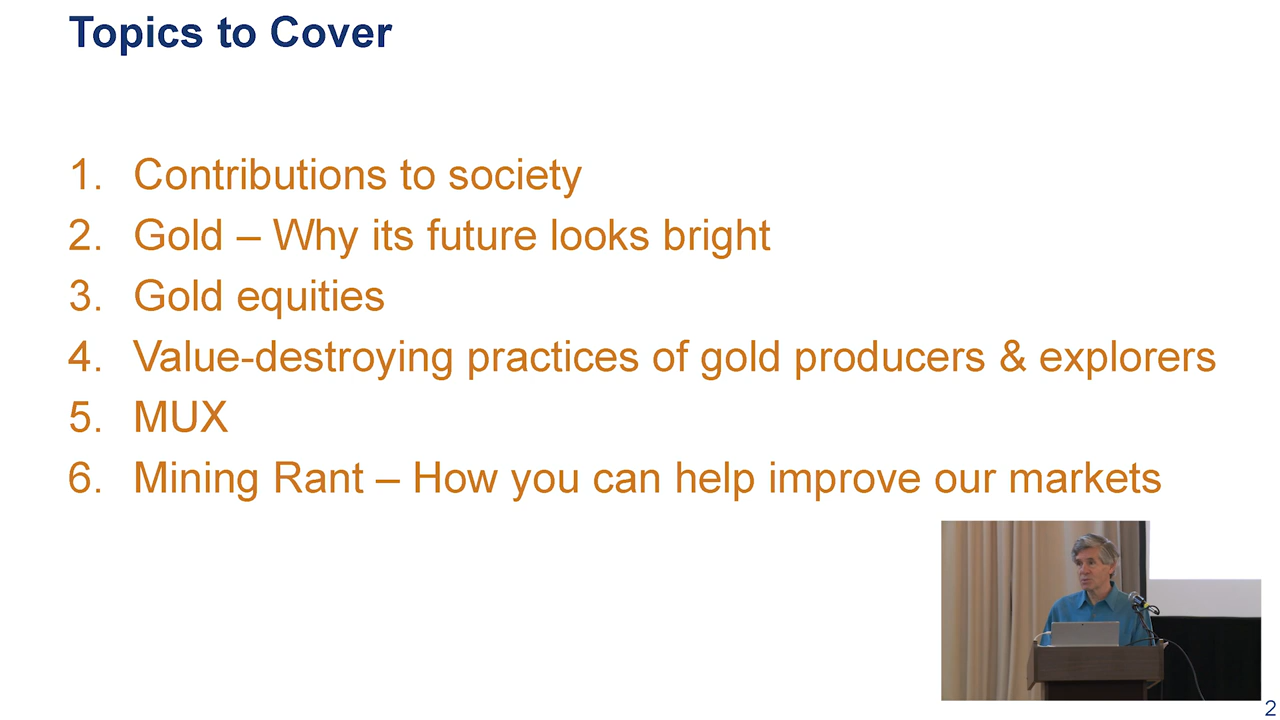 Topics to Cover
1. Contributions to society
2. Gold – Why its future looks bright
3. Gold equities
4. Value-destroying practices of gold producers & explorers
5. MUX
6. Mining Rant – How you can help improve our markets
2